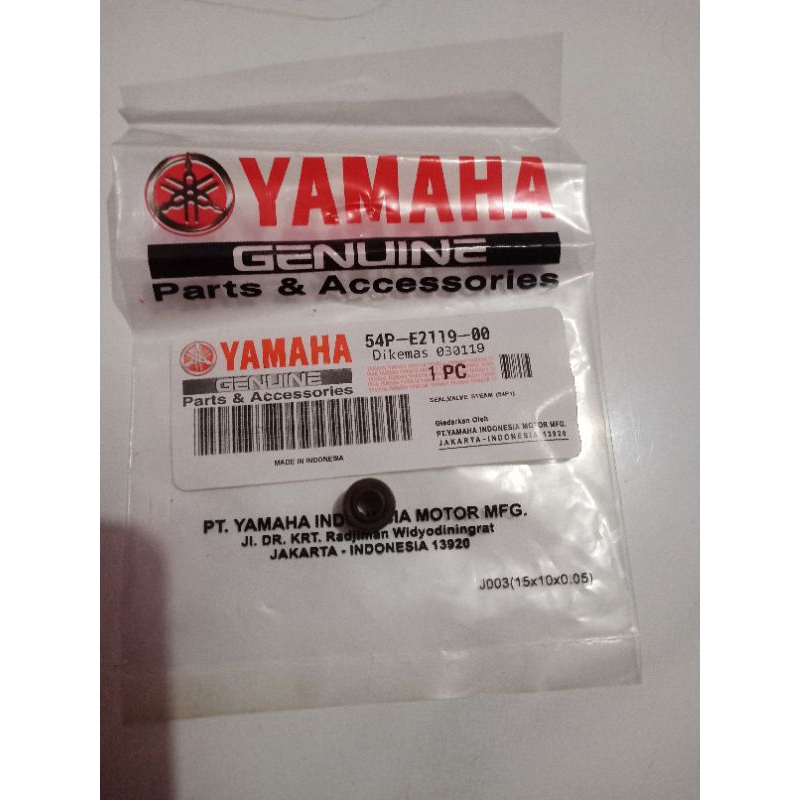 YAMAHA
GENUINE
Parts & Accessories
YAMAHA
GENUINE
Parts & Accessories
54P-E2119-00
Dikemas 030119
1 PC
SEAL,VALVE STEAM (54P1)
Diedarkan Oleh
PT.YAMAHA INDONESIA MOTOR MFG.
JAKARTA-INDONESIA 13920
MADE IN INDONESIA
PT. YAMAHA INDONESIA MOTOR MFG.
Jl. DR. KRT. Radjiman Widyodiningrat
JAKARTA - INDONESIA 13920
J003(15x10x0.05)